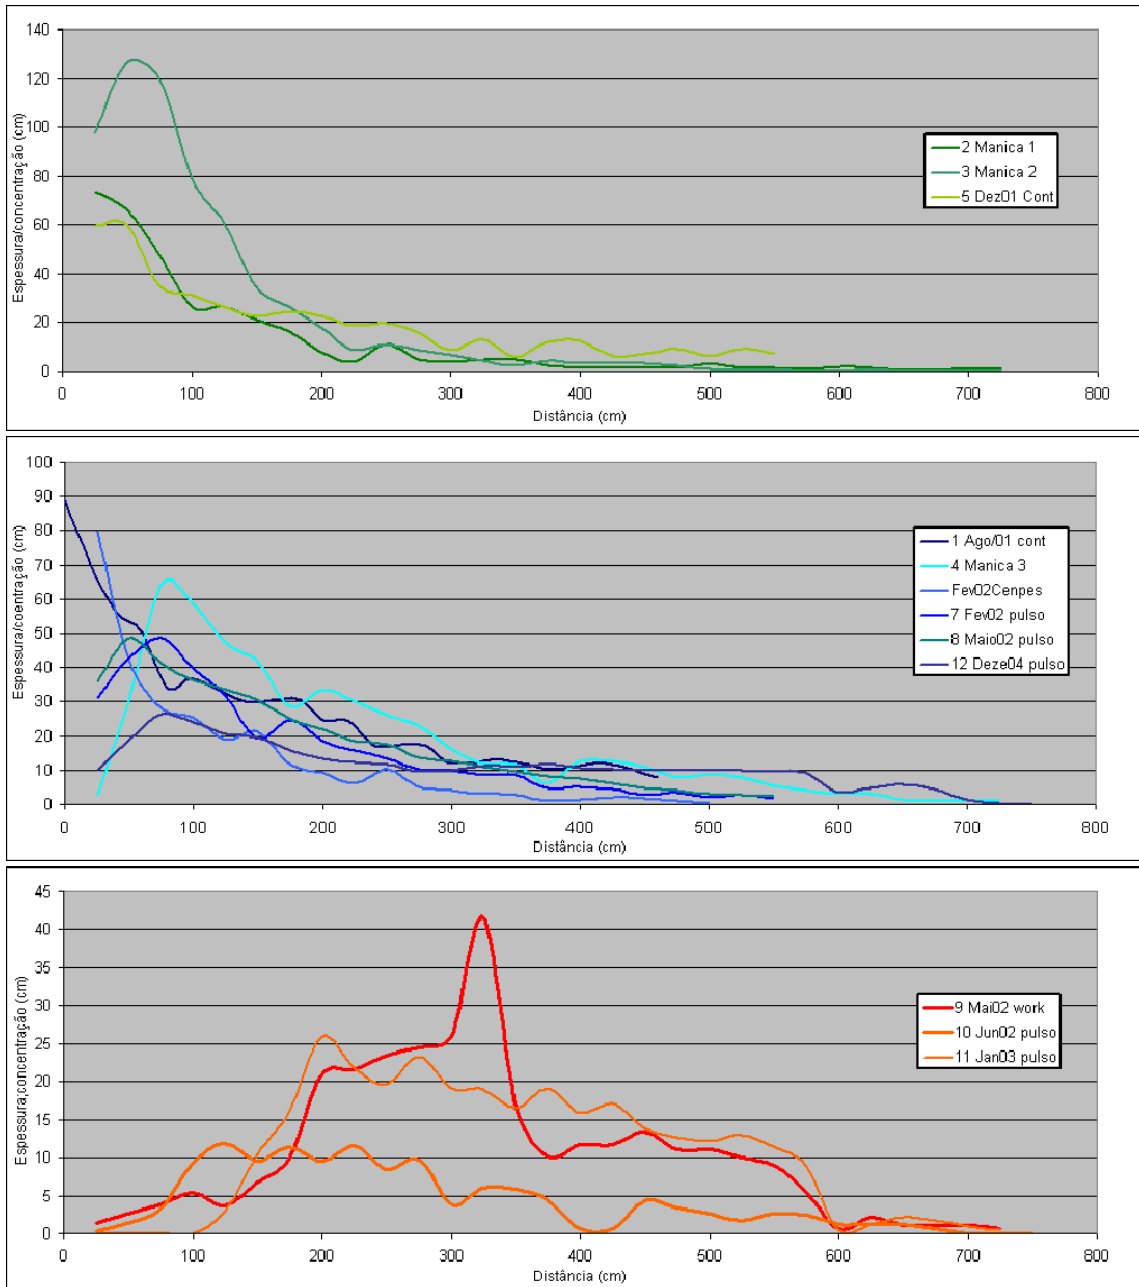 Espessura/concentração (cm)
140
120
100
80
60
40
20
0
0 100 200 300 400 500 600 700 800
Distância (cm)
2 Manica 1
3 Manica 2
5 Dez01 Cont
Espessura/coentração (cm)
100
90
80
70
60
50
40
30
20
10
0
0 100 200 300 400 500 600 700 800
Distância (cm)
1 Ago/01 cont
4 Manica 3
Fev02Cenpes
7 Fev02 pulso
8 Maio02 pulso
12 Deze04 pulso
Espessura;concentração (cm)
45
40
35
30
25
20
15
10
5
0
0 100 200 300 400 500 600 700 800
Distância (cm)
9 Mai02 work
10 Jun02 pulso
11 Jan03 pulso